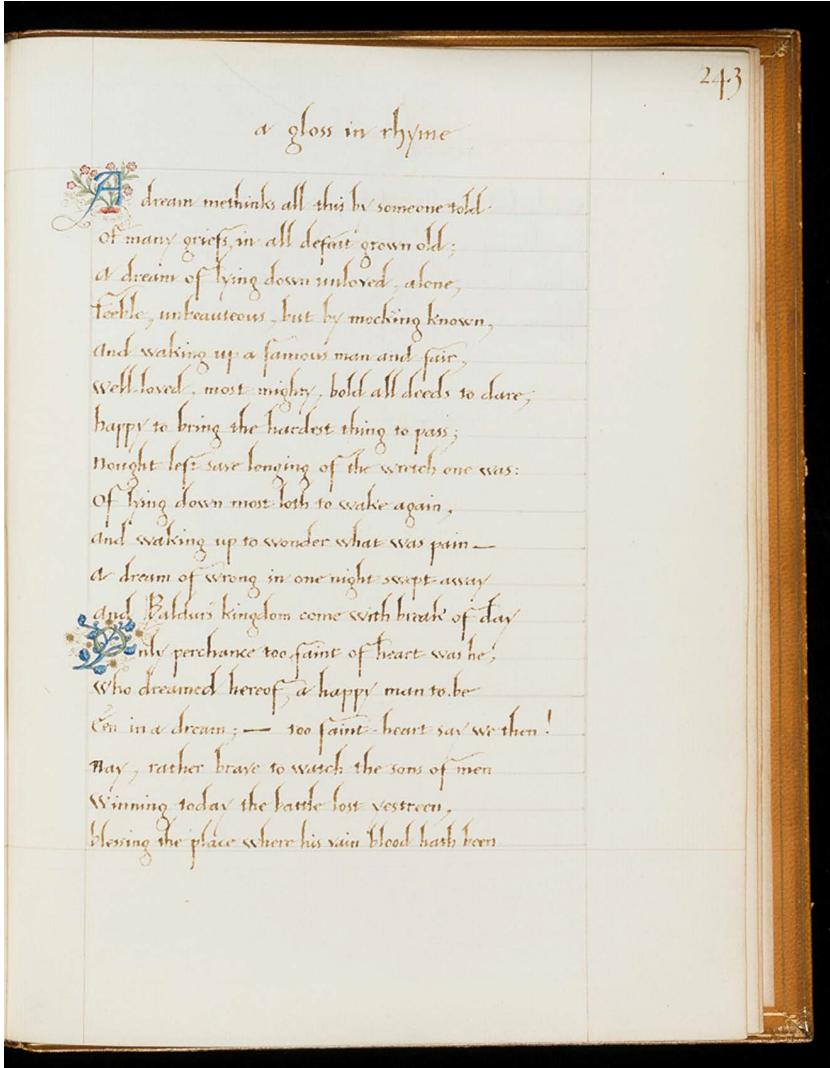 243
a gloss in rhyme
A dream methinks all this by someone told
Of many griefs, in all defeat grown old;
A dream of lying down unloved, alone,
Feeble, unbeauteous, but by mocking known,
And waking up a famous man and fair,
Well-loved, most mighty, bold all deeds to dare,
happy to bring the hardest thing to pass;
Nought left save longing of the wretch one was:
Of lying down most loth to wake again,
And waking up to wonder what was pain —
A dream of wrong in one night swept away
And Baldur's kingdom come with break of day
Only perchance too faint of heart was he,
Who dreamed hereof, a happy man to be
Een in a dream; — too faint-heart say we then!
Nay, rather brave to watch the sons of men
Winning today the battle lost yestreen,
blessing the place where his vain blood hath been